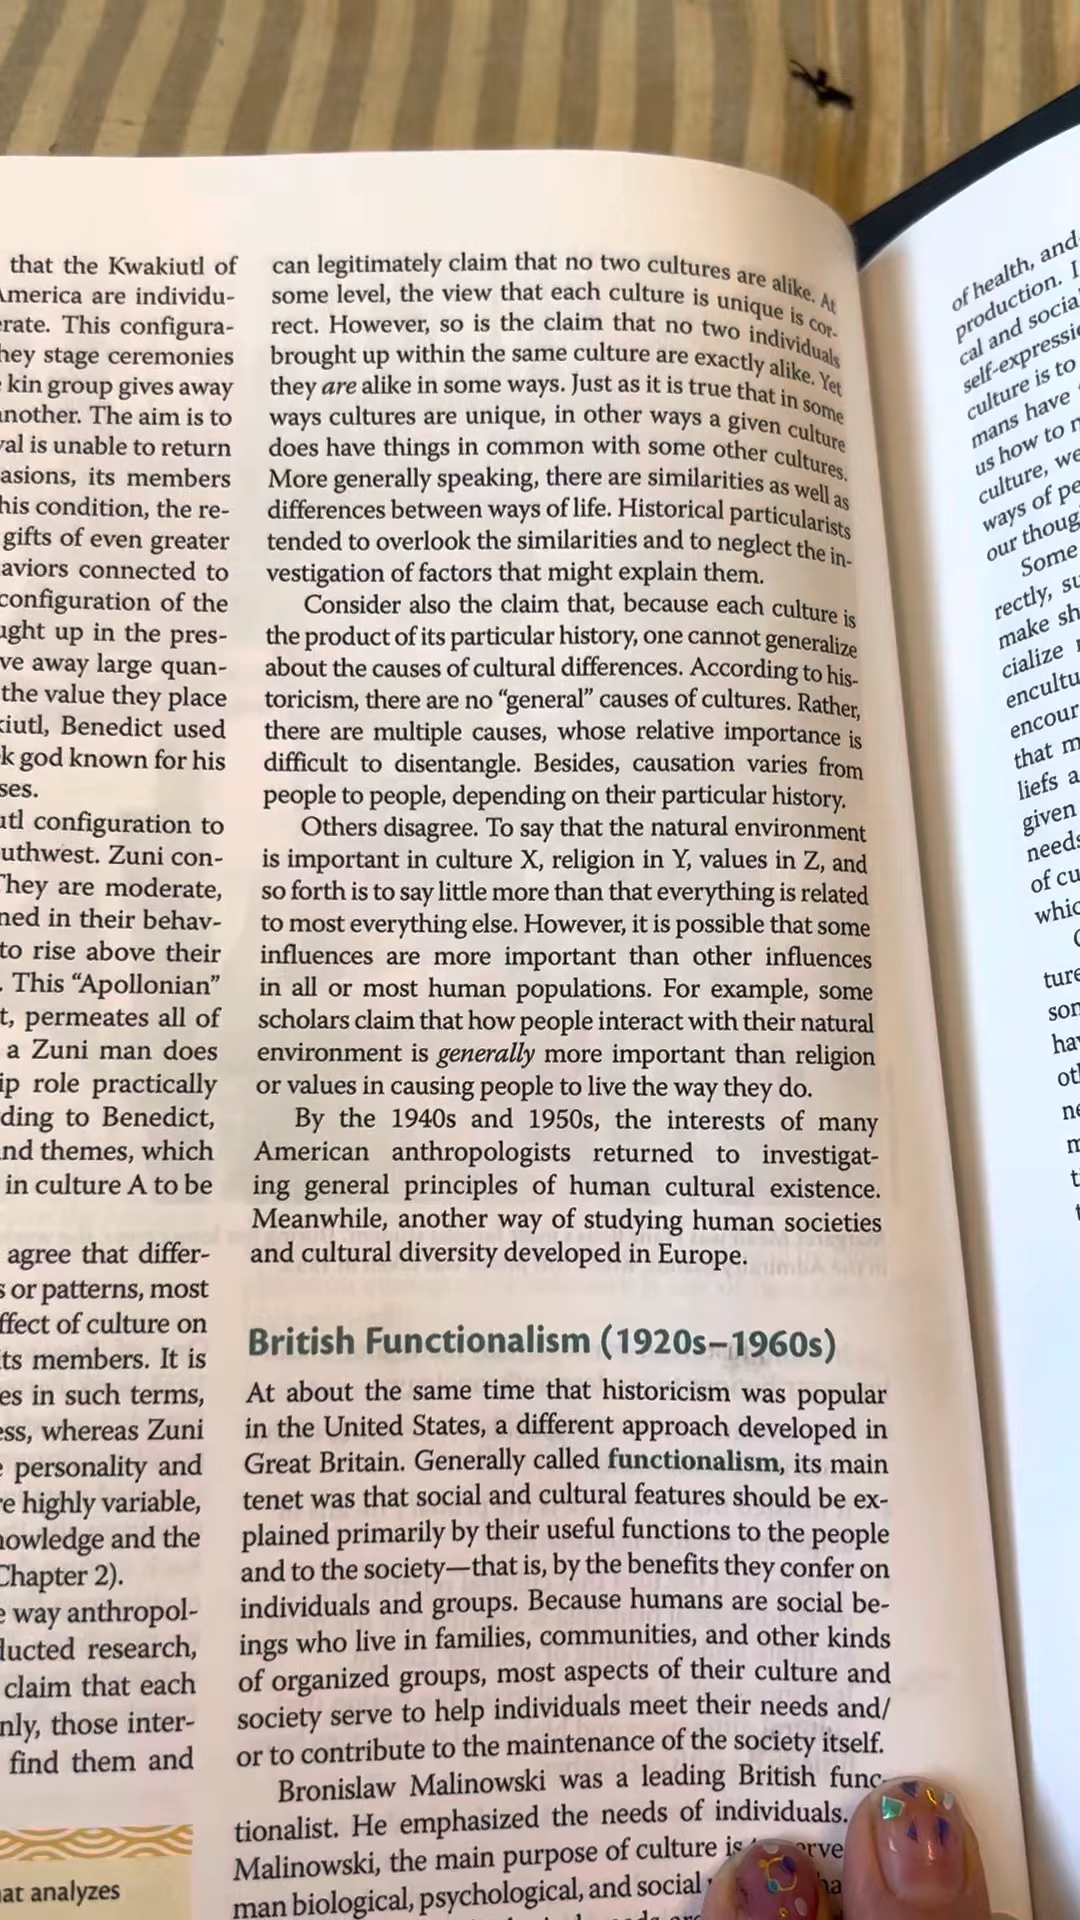 that the Kwakiutl of
America are individu-
erate. This configura-
hey stage ceremonies
kin group gives away
another. The aim is to
val is unable to return
asions, its members
his condition, the re-
gifts of even greater
aviors connected to
configuration of the
ught up in the pres-
ve away large quan-
the value they place
kiutl, Benedict used
k god known for his
ses.
utl configuration to
uthwest. Zuni con-
They are moderate,
ned in their behav-
to rise above their
. This “Apollonian”
t, permeates all of
a Zuni man does
ip role practically
ding to Benedict,
nd themes, which
in culture A to be
agree that differ-
s or patterns, most
ffect of culture on
ts members. It is
es in such terms,
ess, whereas Zuni
e personality and
re highly variable,
nowledge and the
Chapter 2).
e way anthropol-
ducted research,
claim that each
nly, those inter-
find them and
at analyzes
can legitimately claim that no two cultures are alike. At
some level, the view that each culture is unique is cor-
rect. However, so is the claim that no two individuals
brought up within the same culture are exactly alike. Yet
they are alike in some ways. Just as it is true that in some
ways cultures are unique, in other ways a given culture
does have things in common with some other cultures.
More generally speaking, there are similarities as well as
differences between ways of life. Historical particularists
tended to overlook the similarities and to neglect the in-
vestigation of factors that might explain them.
Consider also the claim that, because each culture is
the product of its particular history, one cannot generalize
about the causes of cultural differences. According to his-
toricism, there are no “general” causes of cultures. Rather,
there are multiple causes, whose relative importance is
difficult to disentangle. Besides, causation varies from
people to people, depending on their particular history.
Others disagree. To say that the natural environment
is important in culture X, religion in Y, values in Z, and
so forth is to say little more than that everything is related
to most everything else. However, it is possible that some
influences are more important than other influences
in all or most human populations. For example, some
scholars claim that how people interact with their natural
environment is generally more important than religion
or values in causing people to live the way they do.
By the 1940s and 1950s, the interests of many
American anthropologists returned to investigat-
ing general principles of human cultural existence.
Meanwhile, another way of studying human societies
and cultural diversity developed in Europe.
British Functionalism (1920s–1960s)
At about the same time that historicism was popular
in the United States, a different approach developed in
Great Britain. Generally called functionalism, its main
tenet was that social and cultural features should be ex-
plained primarily by their useful functions to the people
and to the society—that is, by the benefits they confer on
individuals and groups. Because humans are social be-
ings who live in families, communities, and other kinds
of organized groups, most aspects of their culture and
society serve to help individuals meet their needs and/
or to contribute to the maintenance of the society itself.
Bronislaw Malinowski was a leading British func-
tionalist. He emphasized the needs of individuals.
Malinowski, the main purpose of culture is
man biological, psychological, and social
of health, and
production. I
cal and social
self-expressi
culture is to
mans have
us how to
culture, we
ways of pe
our thoug
Some
rectly, su
make sh
cialize
encultu
encour
that m
liefs a
given
needs
of cu
whic
ture
som
hav
oth
ne
m